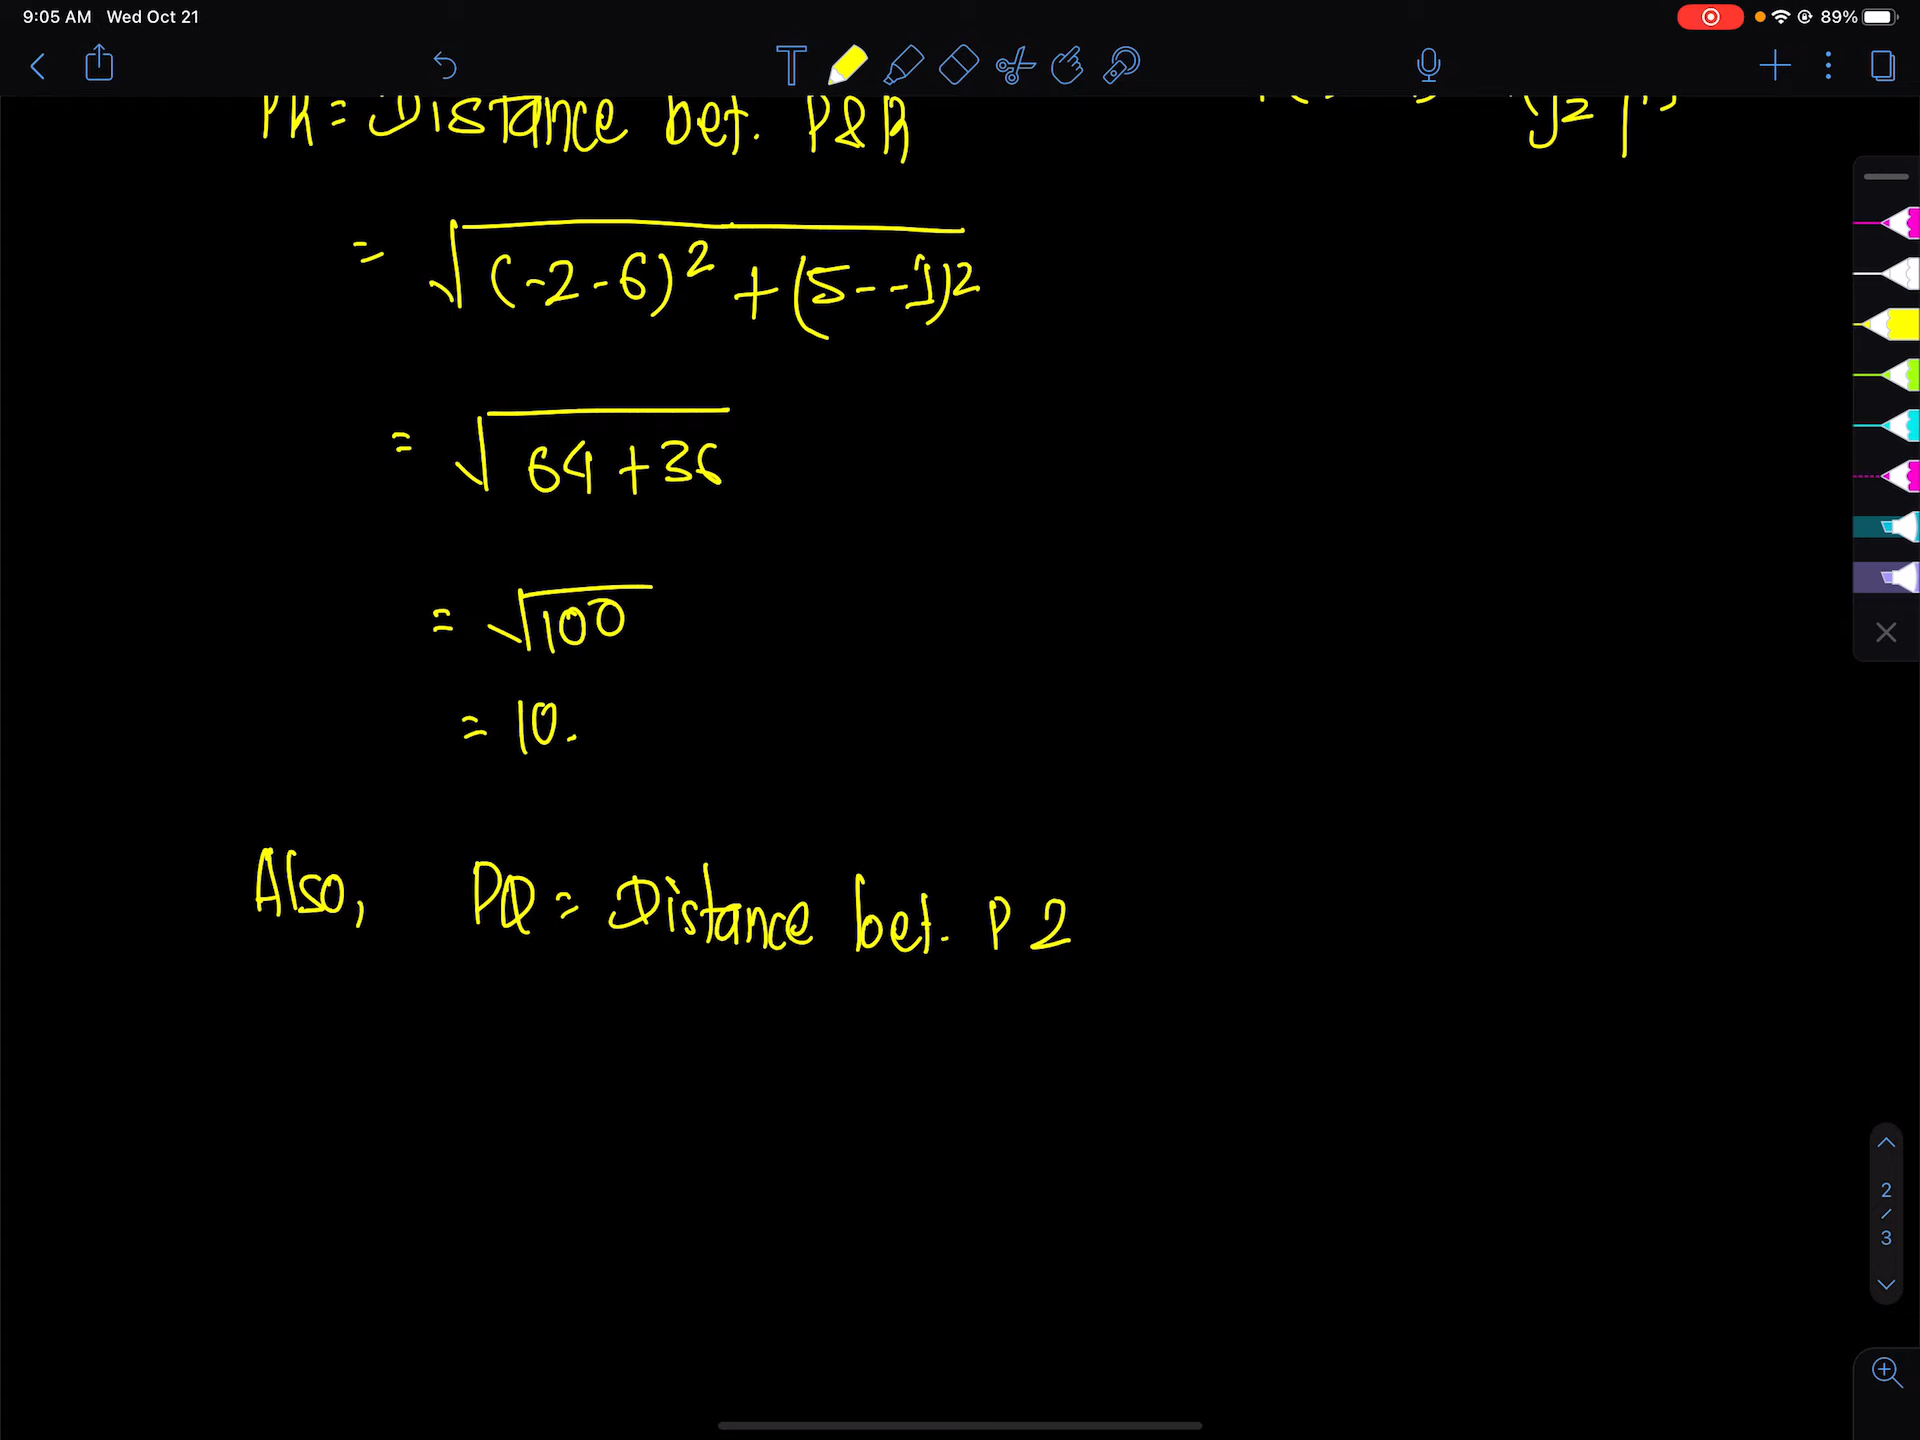 9:05 AM Wed Oct 21
89%
PR = Distance bet. P & R
y2
= √(-2-6)² + (5--1)²
= √64+36
= √100
= 10.
Also, PQ = Distance bet. P 2
2
/
3